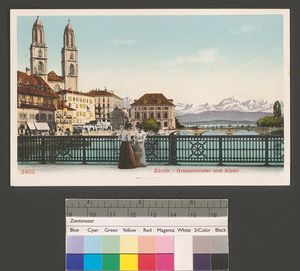 2402 Zürich - Grossmünster und Alpen
Zentimeter
Blue Cyan Green Yellow Red Magenta White 3/Color Black